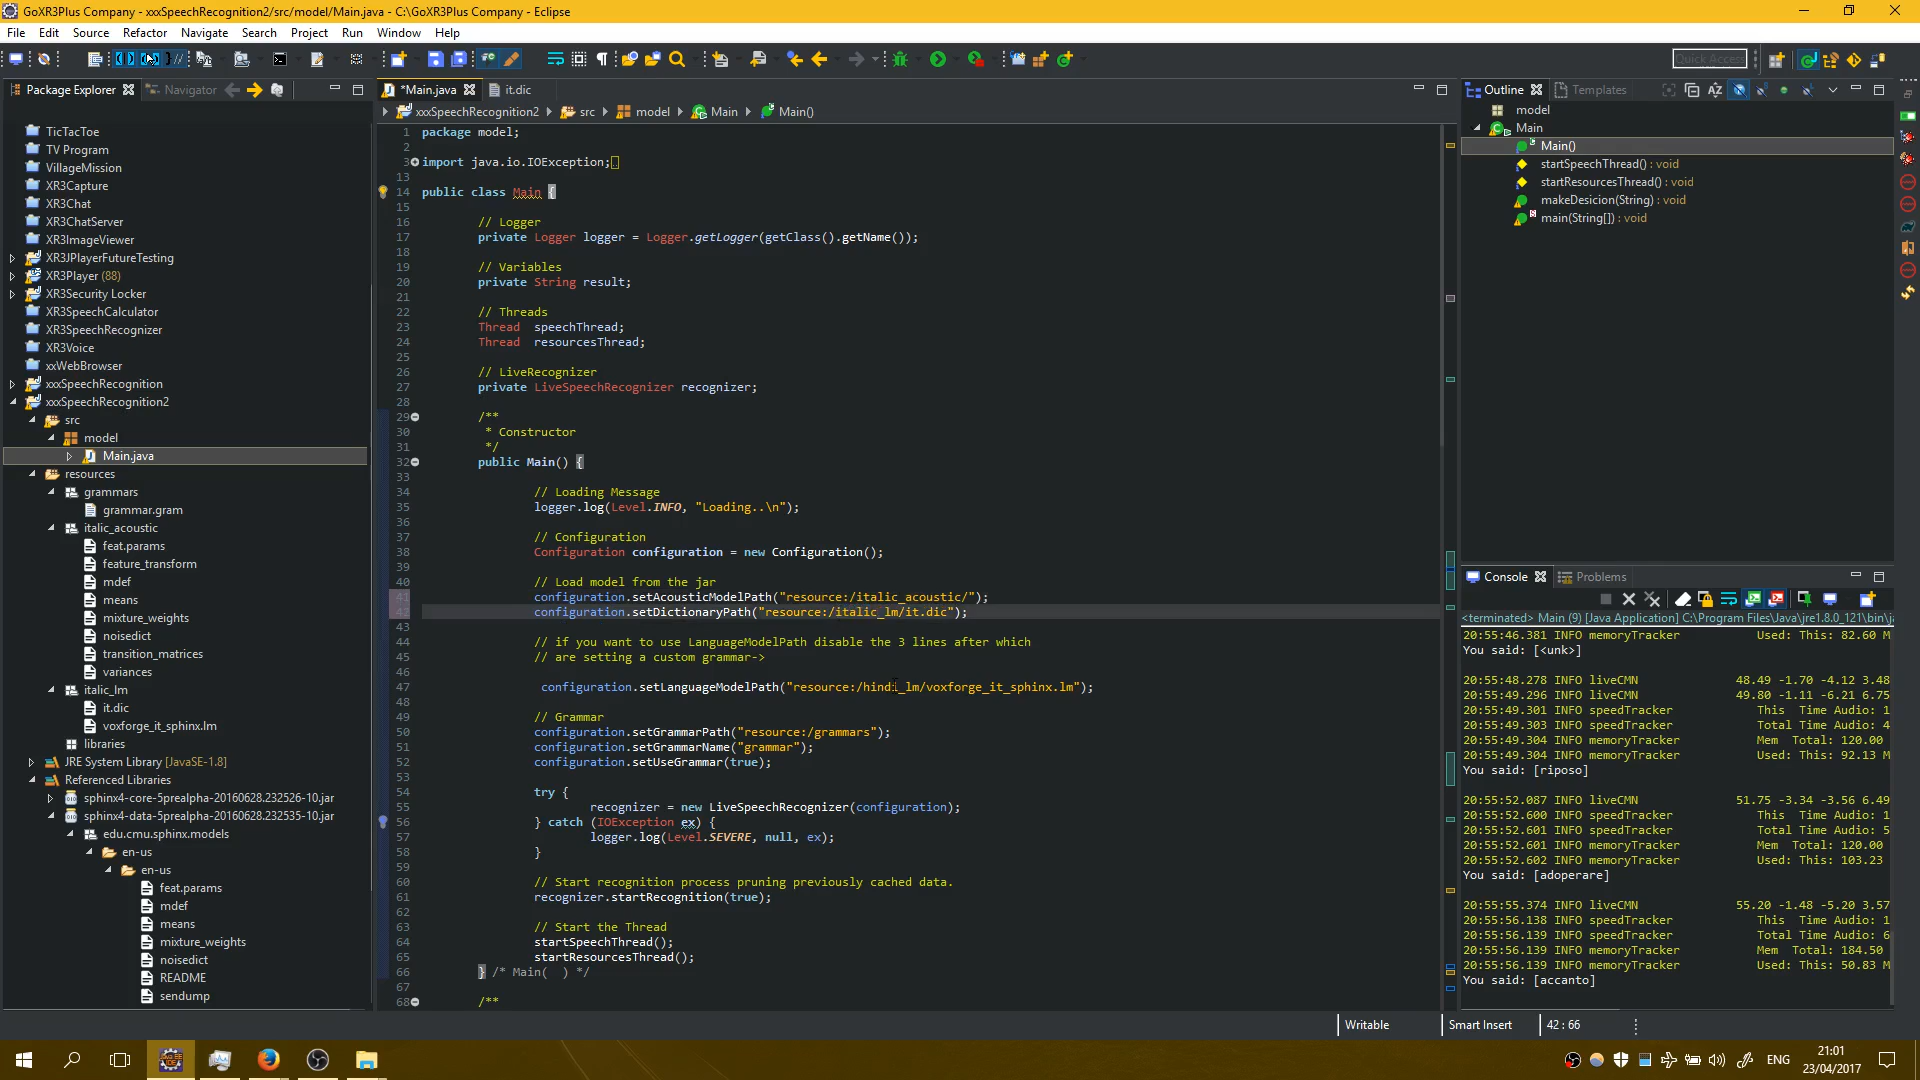 GoXR3Plus Company - xxxSpeechRecognition2/src/model/Main.java - C:\GoXR3Plus Company - Eclipse
File Edit Source Refactor Navigate Search Project Run Window Help
Quick Access
Package Explorer
Navigator
TicTacToe
TV Program
VillageMission
XR3Capture
XR3Chat
XR3ChatServer
XR3ImageViewer
XR3JPlayerFutureTesting
XR3Player (88)
XR3Security Locker
XR3SpeechCalculator
XR3SpeechRecognizer
XR3Voice
xxWebBrowser
xxxSpeechRecognition
xxxSpeechRecognition2
src
model
Main.java
resources
grammars
grammar.gram
italic_acoustic
feat.params
feature_transform
mdef
means
mixture_weights
noisedict
transition_matrices
variances
italic_lm
it.dic
voxforge_it_sphinx.lm
libraries
JRE System Library [JavaSE-1.8]
Referenced Libraries
sphinx4-core-5prealpha-20160628.232526-10.jar
sphinx4-data-5prealpha-20160628.232535-10.jar
edu.cmu.sphinx.models
en-us
en-us
feat.params
mdef
means
mixture_weights
noisedict
README
sendump
*Main.java it.dic
xxxSpeechRecognition2 src model Main Main()
1 package model;
2
3 import java.io.IOException;
13
14 public class Main {
15
16 // Logger
17 private Logger logger = Logger.getLogger(getClass().getName());
18
19 // Variables
20 private String result;
21
22 // Threads
23 Thread speechThread;
24 Thread resourcesThread;
25
26 // LiveRecognizer
27 private LiveSpeechRecognizer recognizer;
28
29 /**
30 * Constructor
31 */
32 public Main() {
33
34 // Loading Message
35 logger.log(Level.INFO, "Loading..\n");
36
37 // Configuration
38 Configuration configuration = new Configuration();
39
40 // Load model from the jar
41 configuration.setAcousticModelPath("resource:/italic_acoustic/");
42 configuration.setDictionaryPath("resource:/italic_lm/it.dic");
43
44 // if you want to use LanguageModelPath disable the 3 lines after which
45 // are setting a custom grammar->
46
47 configuration.setLanguageModelPath("resource:/hindi_lm/voxforge_it_sphinx.lm");
48
49 // Grammar
50 configuration.setGrammarPath("resource:/grammars");
51 configuration.setGrammarName("grammar");
52 configuration.setUseGrammar(true);
53
54 try {
55 recognizer = new LiveSpeechRecognizer(configuration);
56 } catch (IOException ex) {
57 logger.log(Level.SEVERE, null, ex);
58 }
59
60 // Start recognition process pruning previously cached data.
61 recognizer.startRecognition(true);
62
63 // Start the Thread
64 startSpeechThread();
65 startResourcesThread();
66 } /* Main( ) */
67
68 /**
Outline
Templates
model
Main
Main()
startSpeechThread() : void
startResourcesThread() : void
makeDesicion(String) : void
main(String[]) : void
Console
Problems
<terminated> Main (9) [Java Application] C:\Program Files\Java\jre1.8.0_121\bin\j
20:55:46.381 INFO memoryTracker Used: This: 82.60 M
You said: [<unk>]
20:55:48.278 INFO liveCMN 48.49 -1.70 -4.12 3.48
20:55:49.296 INFO liveCMN 49.80 -1.11 -6.21 6.75
20:55:49.301 INFO speedTracker This Time Audio: 1
20:55:49.303 INFO speedTracker Total Time Audio: 4
20:55:49.304 INFO memoryTracker Mem Total: 120.00
20:55:49.304 INFO memoryTracker Used: This: 92.13 M
You said: [riposo]
20:55:52.087 INFO liveCMN 51.75 -3.34 -3.56 6.49
20:55:52.600 INFO speedTracker This Time Audio: 1
20:55:52.601 INFO speedTracker Total Time Audio: 5
20:55:52.601 INFO memoryTracker Mem Total: 120.00
20:55:52.602 INFO memoryTracker Used: This: 103.23
You said: [adoperare]
20:55:55.374 INFO liveCMN 55.20 -1.48 -5.20 3.57
20:55:56.138 INFO speedTracker This Time Audio: 1
20:55:56.139 INFO speedTracker Total Time Audio: 6
20:55:56.139 INFO memoryTracker Mem Total: 184.50
20:55:56.139 INFO memoryTracker Used: This: 50.83 M
You said: [accanto]
Writable Smart Insert 42 : 66
ENG
21:01
23/04/2017